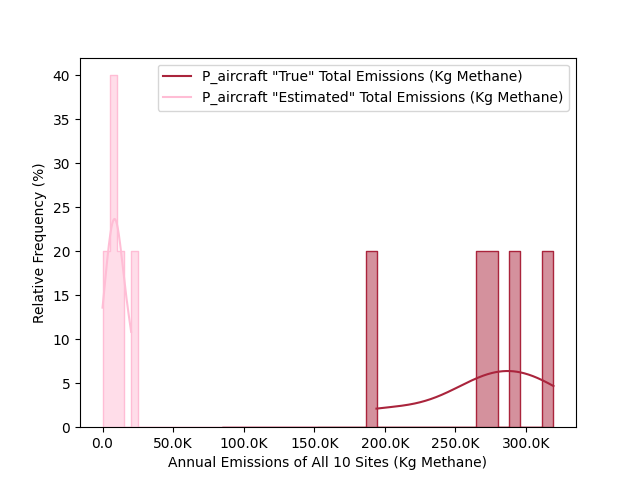 P_aircraft "True" Total Emissions (Kg Methane)
P_aircraft "Estimated" Total Emissions (Kg Methane)
40
35
30
25
20
15
10
5
0
Relative Frequency (%)
0.0 50.0K 100.0K 150.0K 200.0K 250.0K 300.0K
Annual Emissions of All 10 Sites (Kg Methane)